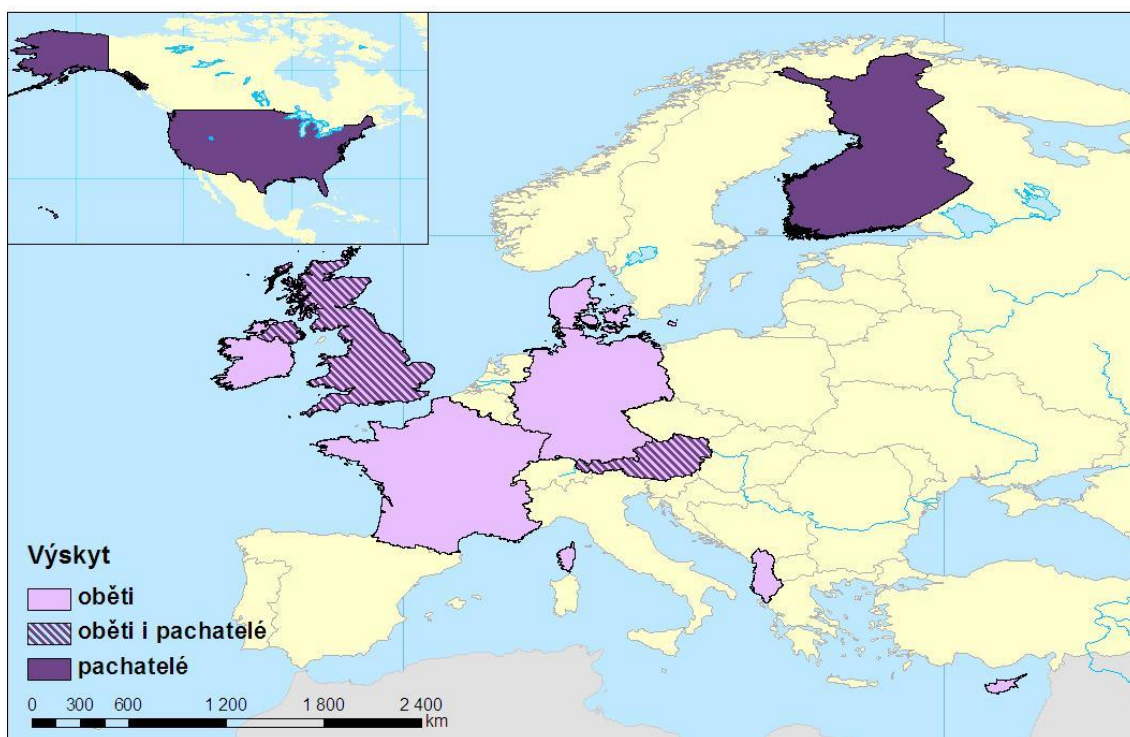 Výskyt
oběti
oběti i pachatelé
pachatelé
0 300 600 1 200 1 800 2 400
km